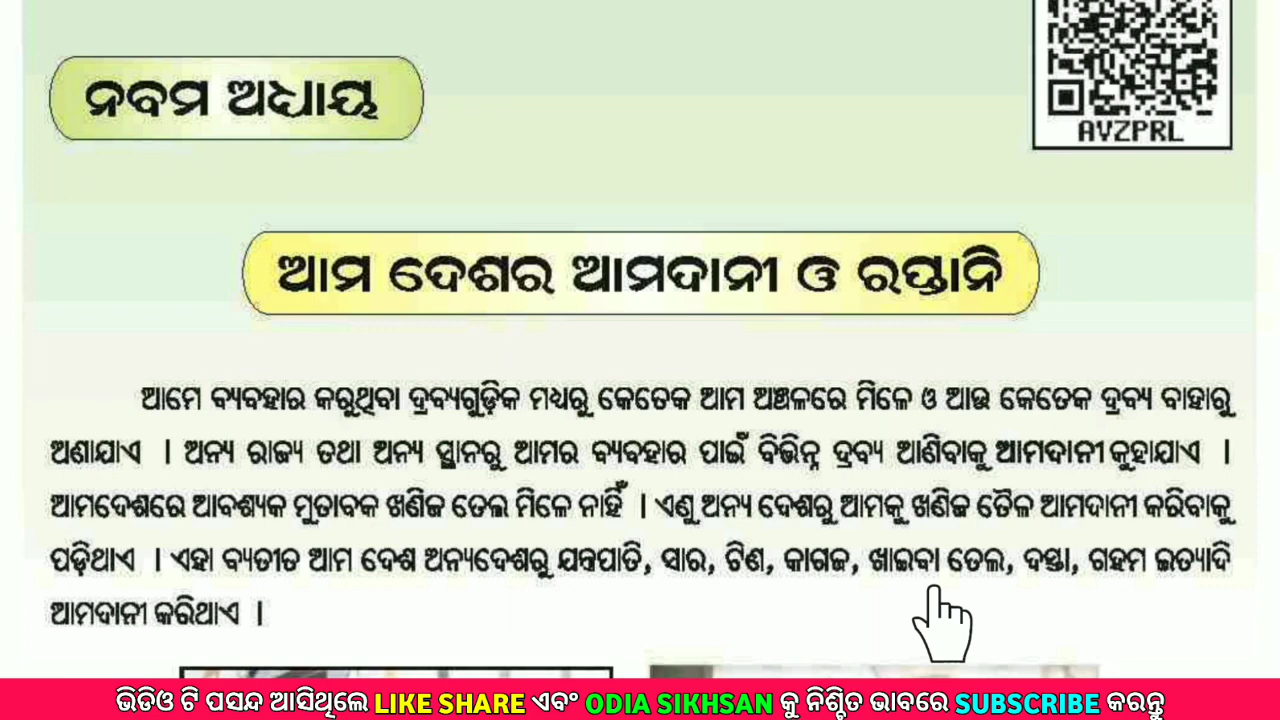 AVZPRL
ନବମ ଅଧ୍ୟାୟ
ଆମ ଦେଶର ଆମଦାନୀ ଓ ରପ୍ତାନି
ଆମେ ବ୍ୟବହାର କରୁଥିବା ଦ୍ରବ୍ୟଗୁଡ଼ିକ ମଧ୍ୟରୁ କେତେକ ଆମ ଅଞ୍ଚଳରେ ମିଳେ ଓ ଆଉ କେତେକ ଦ୍ରବ୍ୟ ବାହାରୁ
ଅଣାଯାଏ । ଅନ୍ୟ ରାଜ୍ୟ ତଥା ଅନ୍ୟ ସ୍ଥାନରୁ ଆମର ବ୍ୟବହାର ପାଇଁ ବିଭିନ୍ନ ଦ୍ରବ୍ୟ ଆଣିବାକୁ ଆମଦାନୀ କୁହାଯାଏ ।
ଆମଦେଶରେ ଆବଶ୍ୟକ ମୁତାବକ ଖଣିଜ ତେଲ ମିଳେ ନାହିଁ । ଏଣୁ ଅନ୍ୟ ଦେଶରୁ ଆମକୁ ଖଣିଜ ତୈଳ ଆମଦାନୀ କରିବାକୁ
ପଡ଼ିଥାଏ । ଏହା ବ୍ୟତୀତ ଆମ ଦେଶ ଅନ୍ୟଦେଶରୁ ଯନ୍ତ୍ରପାତି, ସାର, ଟିଣ, କାଗଜ, ଖାଇବା ତେଲ, ଦସ୍ତା, ଗହମ ଇତ୍ୟାଦି
ଆମଦାନୀ କରିଥାଏ ।
ଭିଡିଓ ଟି ପସନ୍ଦ ଆସିଥିଲେ LIKE SHARE ଏବଂ ODIA SIKHSAN କୁ ନିଶ୍ଚିତ ଭାବରେ SUBSCRIBE କରନ୍ତୁ